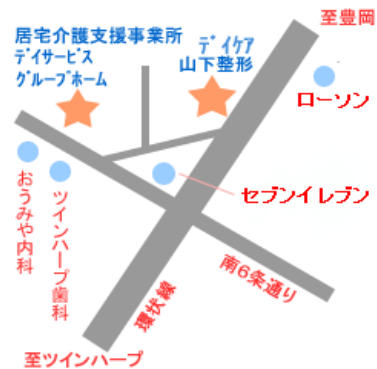 至豊岡
居宅介護支援事業所
デイサービス
グループホーム
デイケア
山下整形
ローソン
セブンイレブン
おうみや内科
ツインハープ歯科
環状線
南6条通り
至ツインハープ